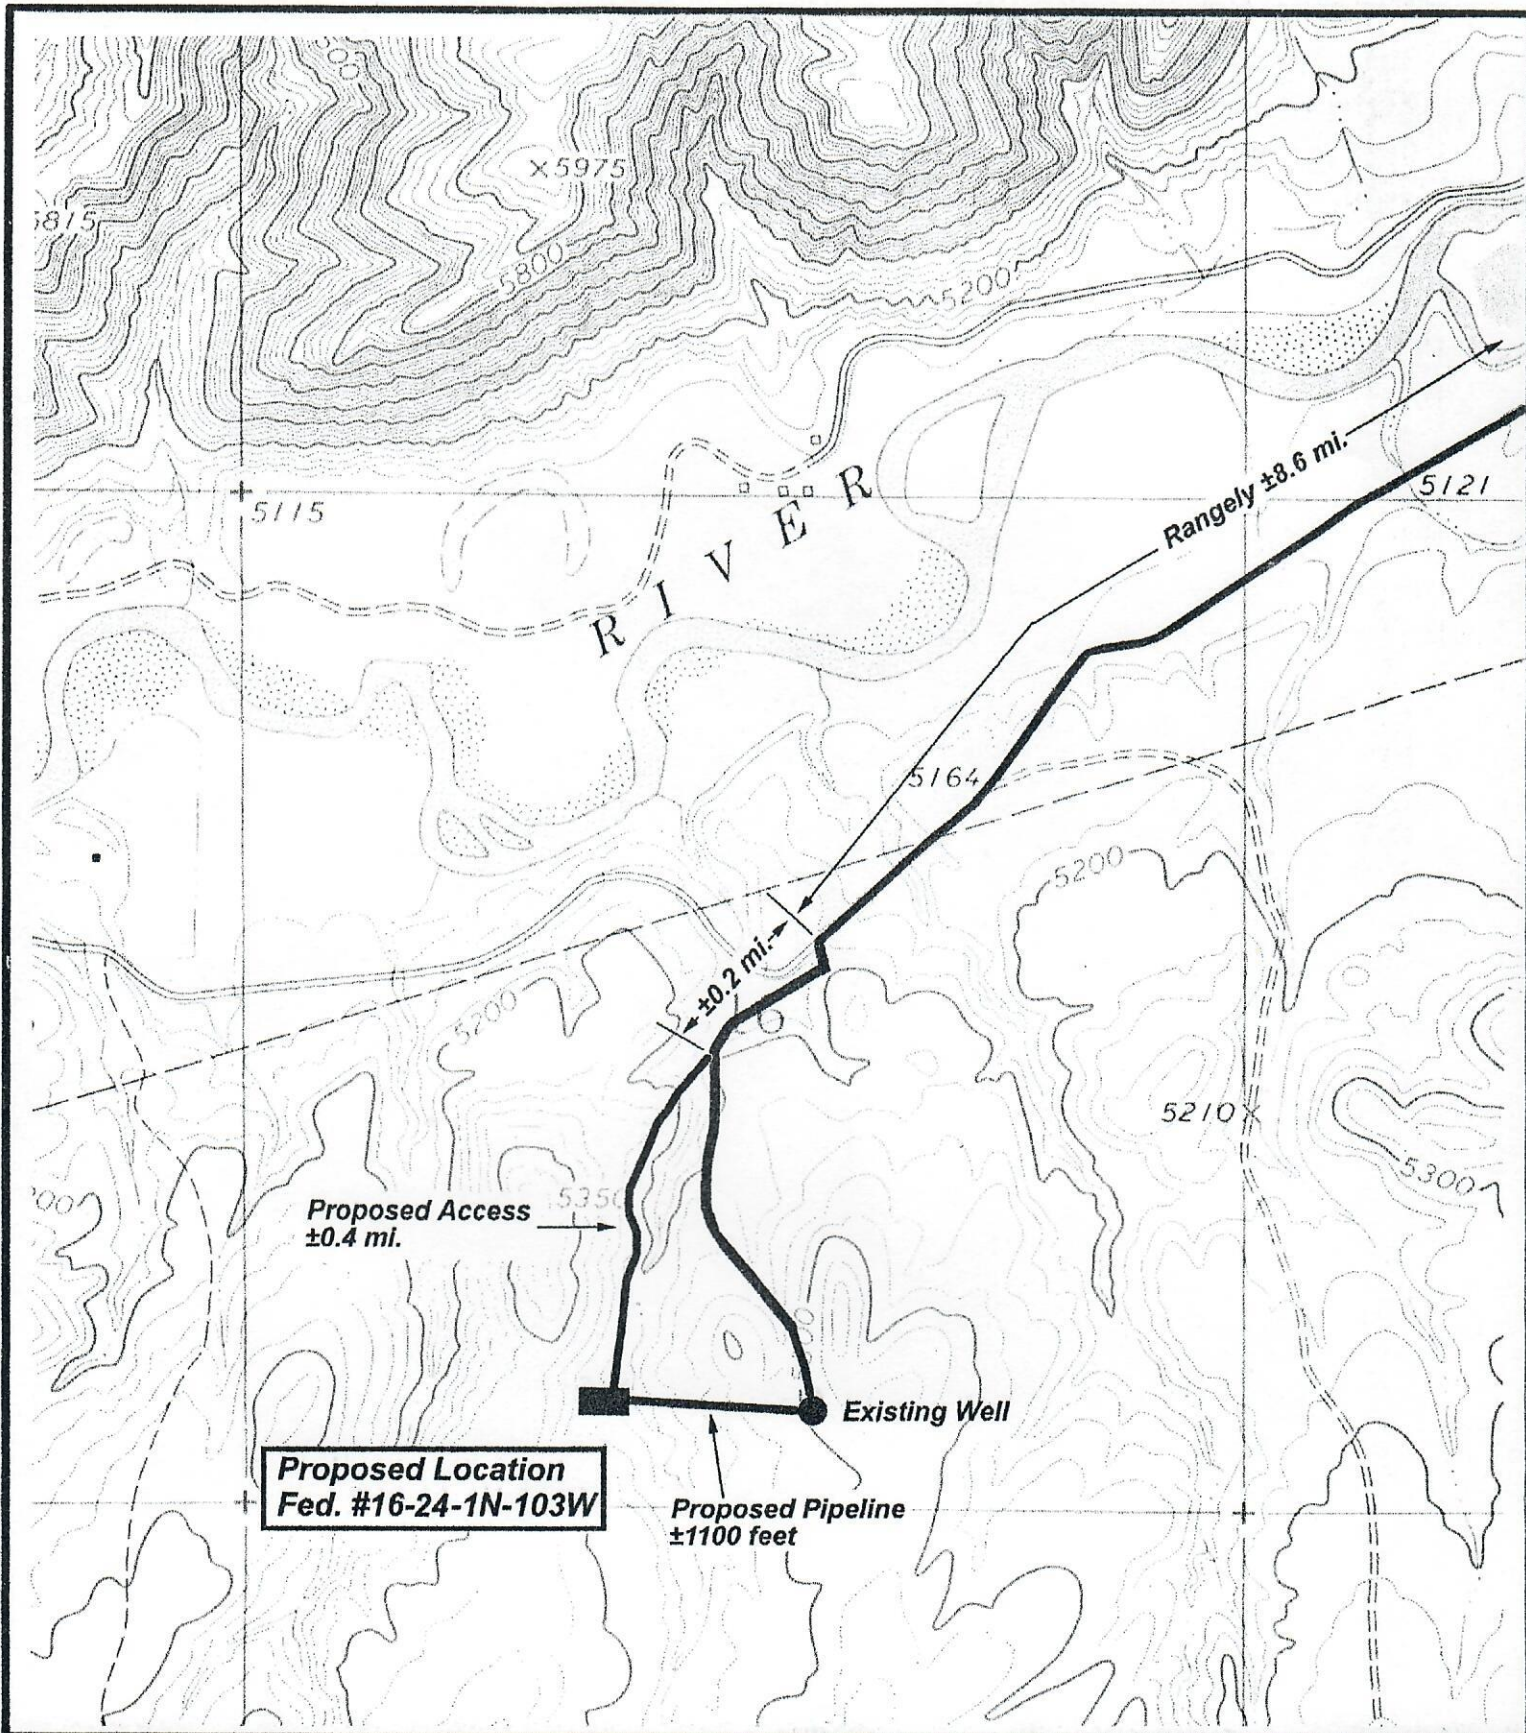 ×5975
5815
5800
5200
5115
RIVER
Rangely ±8.6 mi.
5121
5164
5200
±0.2 mi.
5200
5210×
5300
Proposed Access
±0.4 mi.
Existing Well
Proposed Location
Fed. #16-24-1N-103W
Proposed Pipeline
±1100 feet